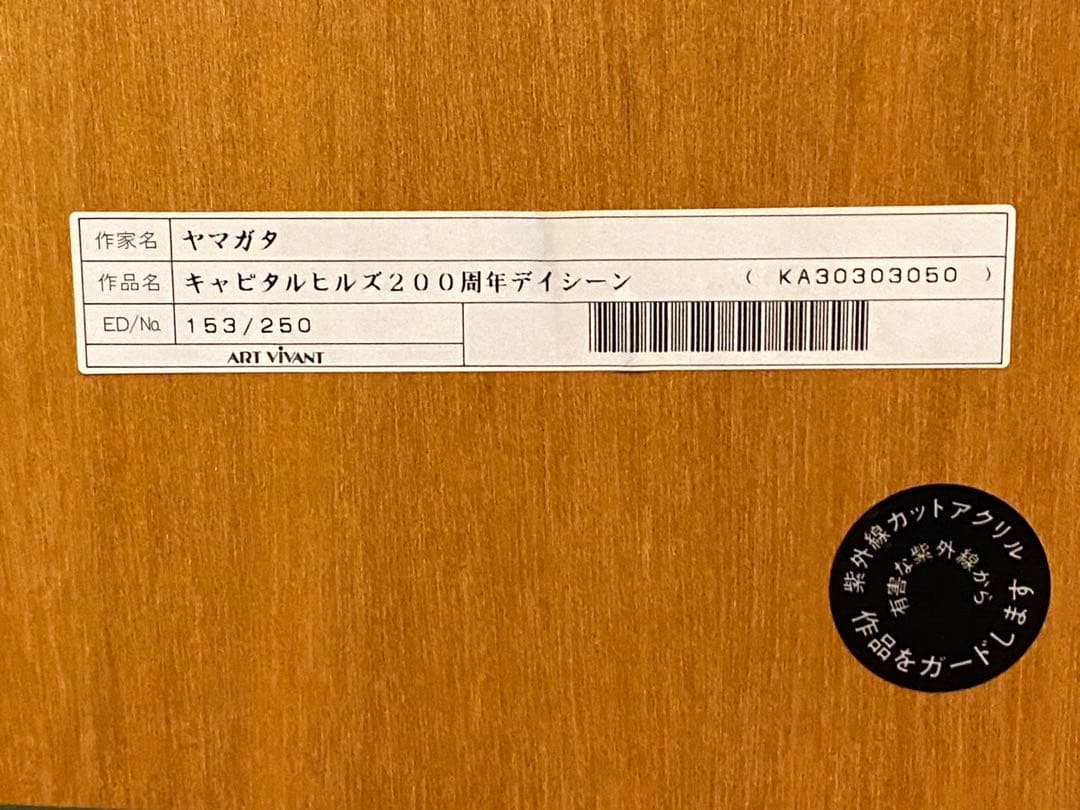 作家名 ヤマガタ
作品名 キャピタルヒルズ200周年デイシーン ( KA30303050 )
ED/No. 153/250
ART ViVANT
紫外線カットアクリル
有害な紫外線から
作品をガードします